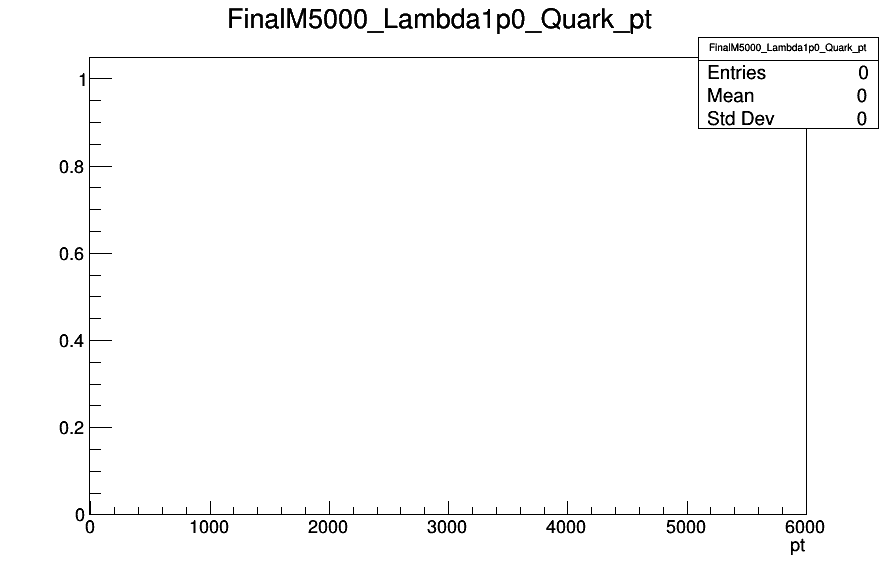 FinalM5000_Lambda1p0_Quark_pt
FinalM5000_Lambda1p0_Quark_pt
Entries 0
Mean 0
Std Dev 0
1
0.8
0.6
0.4
0.2
0
0 1000 2000 3000 4000 5000 6000
pt